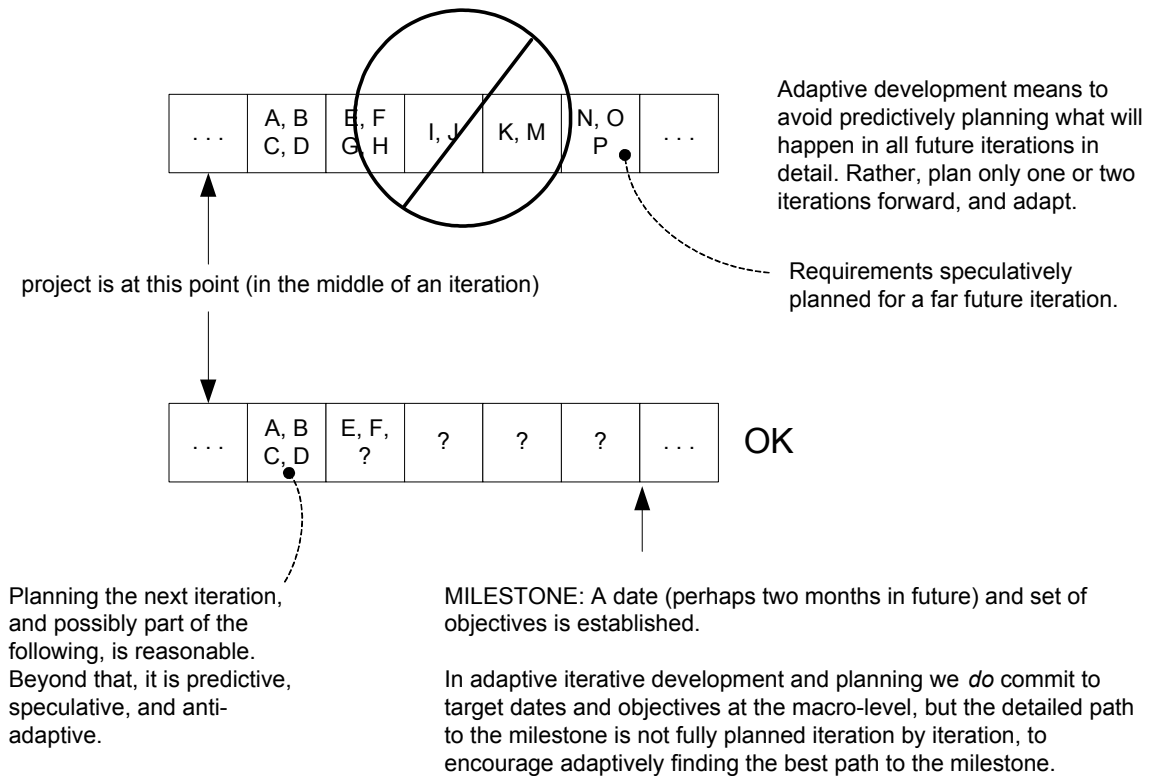 . . .
A, B
C, D
E, F
G, H
I, J
K, M
N, O
P
. . .
Adaptive development means to
avoid predictively planning what will
happen in all future iterations in
detail. Rather, plan only one or two
iterations forward, and adapt.
Requirements speculatively
planned for a far future iteration.
project is at this point (in the middle of an iteration)
. . .
A, B
C, D
E, F,
?
?
?
?
. . .
OK
Planning the next iteration,
and possibly part of the
following, is reasonable.
Beyond that, it is predictive,
speculative, and anti-
adaptive.
MILESTONE: A date (perhaps two months in future) and set of
objectives is established.
In adaptive iterative development and planning we do commit to
target dates and objectives at the macro-level, but the detailed path
to the milestone is not fully planned iteration by iteration, to
encourage adaptively finding the best path to the milestone.